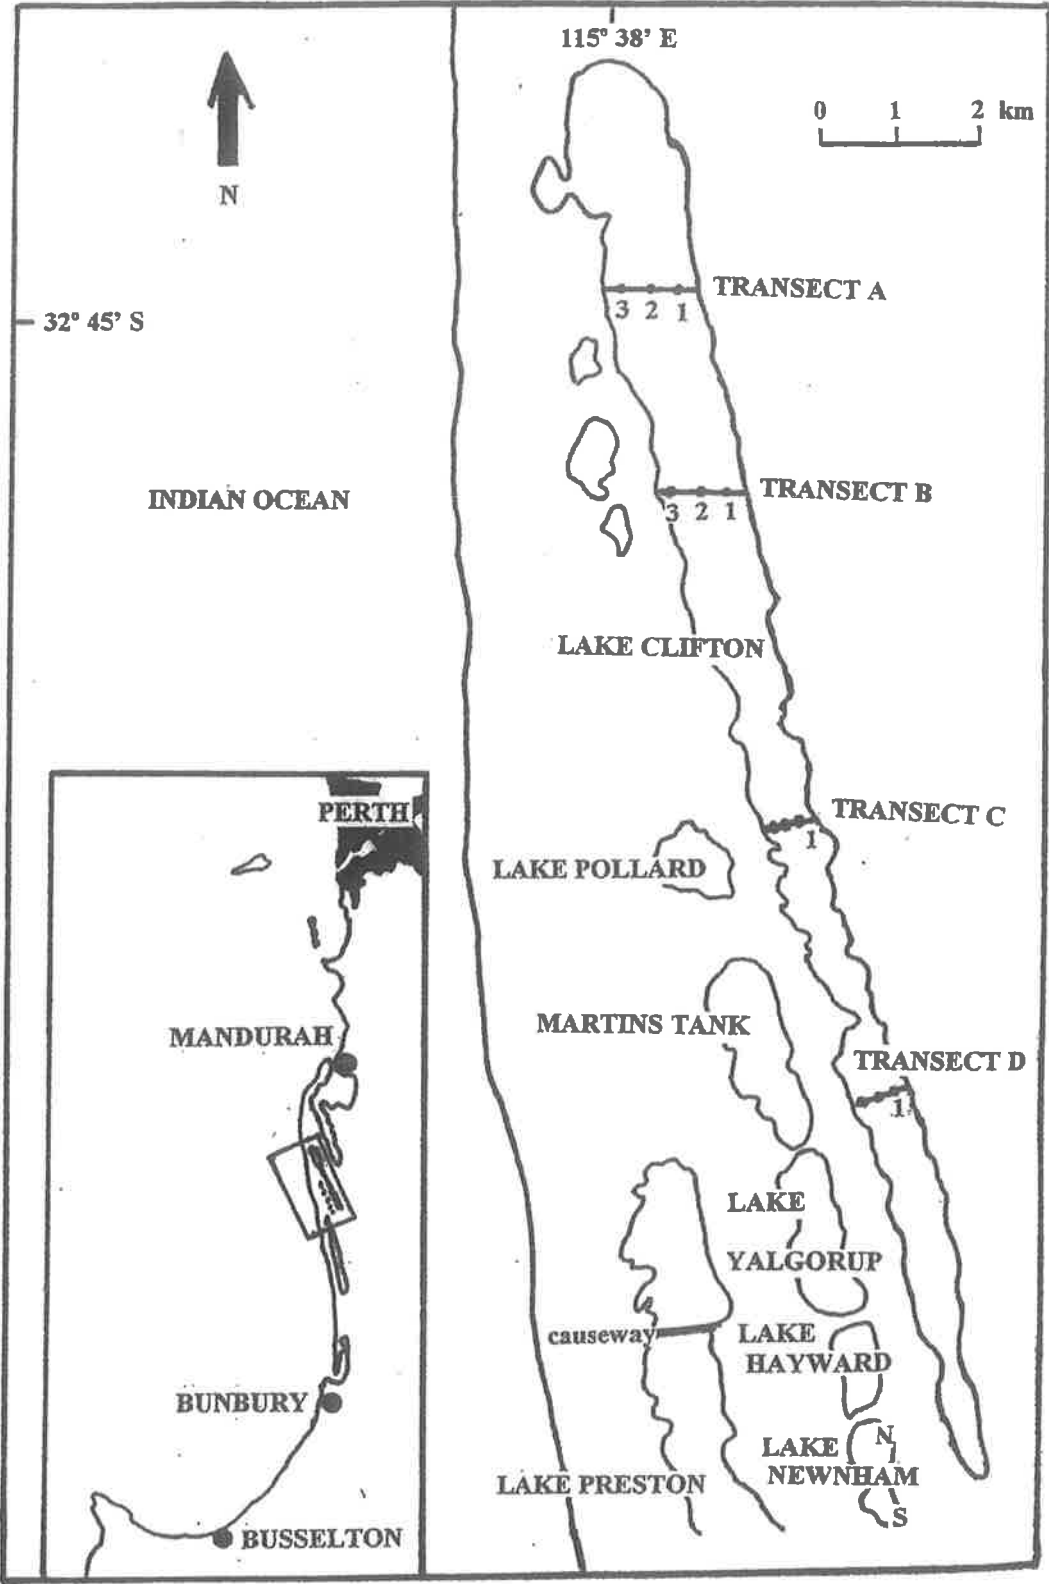 115° 38' E
0 1 2 km
N
TRANSECT A
3 2 1
32° 45' S
INDIAN OCEAN
TRANSECT B
3 2 1
LAKE CLIFTON
TRANSECT C
1
LAKE POLLARD
MARTINS TANK
TRANSECT D
1
LAKE
YALGORUP
causeway
LAKE
HAYWARD
LAKE
NEWNHAM
N
S
LAKE PRESTON
PERTH
MANDURAH
BUNBURY
BUSSELTON